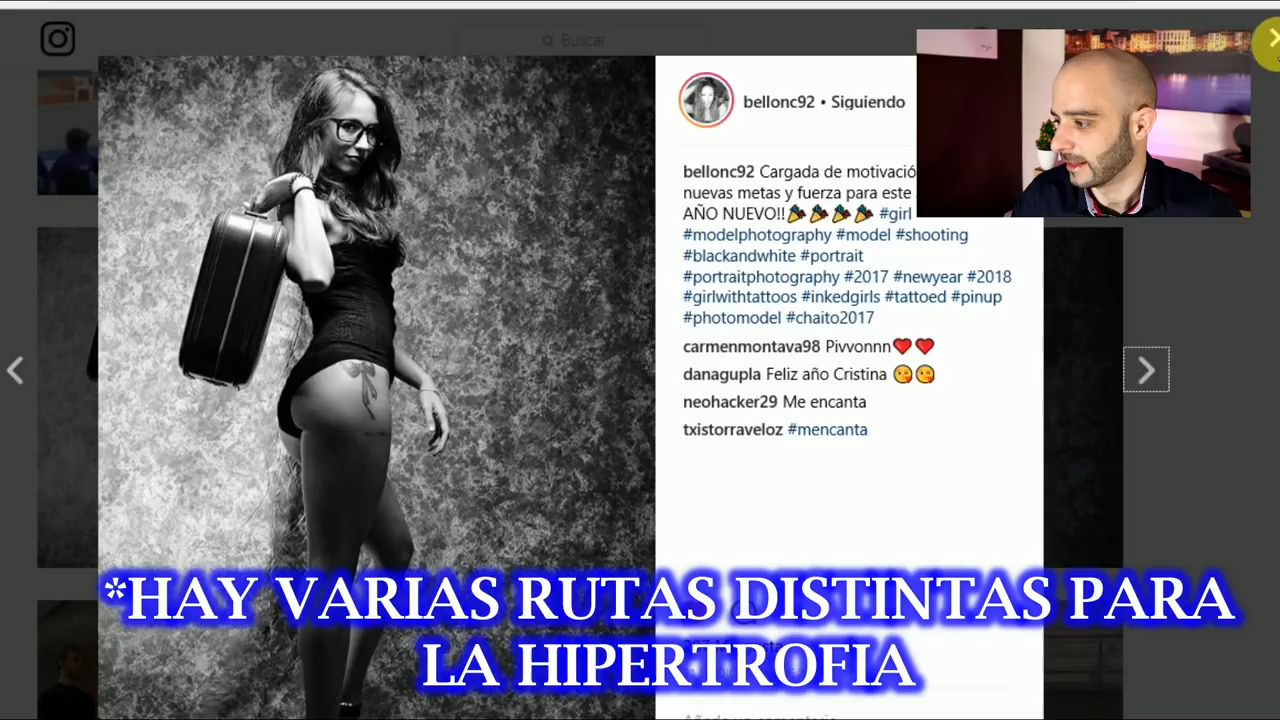 Buscar
bellonc92 • Siguiendo
bellonc92 Cargada de motivació
nuevas metas y fuerza para este
AÑO NUEVO!!🎉🎉🎉🎉 #girl
#modelphotography #model #shooting
#blackandwhite #portrait
#portraitphotography #2017 #newyear #2018
#girlwithtattoos #inkedgirls #tattoed #pinup
#photomodel #chaito2017
carmenmontava98 Pivvonnn❤️❤️
danagupla Feliz año Cristina 😘😘
neohacker29 Me encanta
txistorraveloz #mencanta
*HAY VARIAS RUTAS DISTINTAS PARA
LA HIPERTROFIA